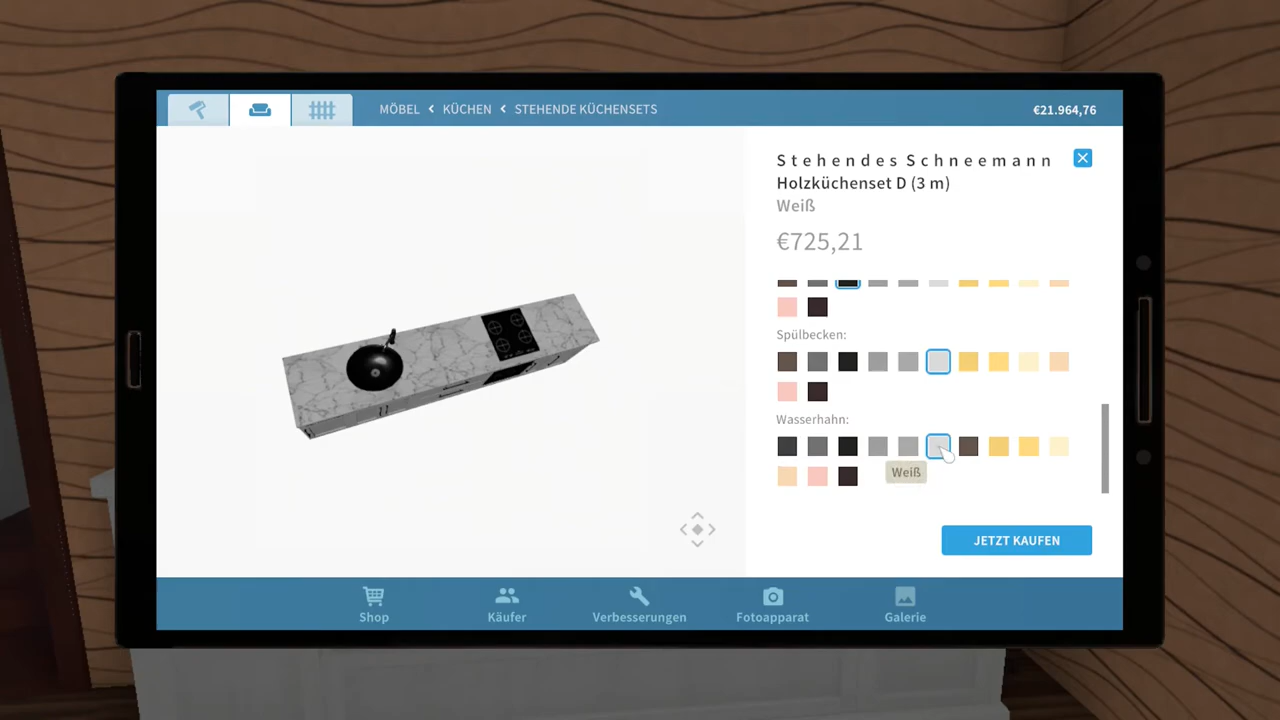 MÖBEL < KÜCHEN < STEHENDE KÜCHENSETS
€21.964,76
Stehendes Schneemann
Holzküchenset D (3 m)
Weiß
€725,21
Spülbecken:
Wasserhahn:
Weiß
JETZT KAUFEN
Shop
Käufer
Verbesserungen
Fotoapparat
Galerie